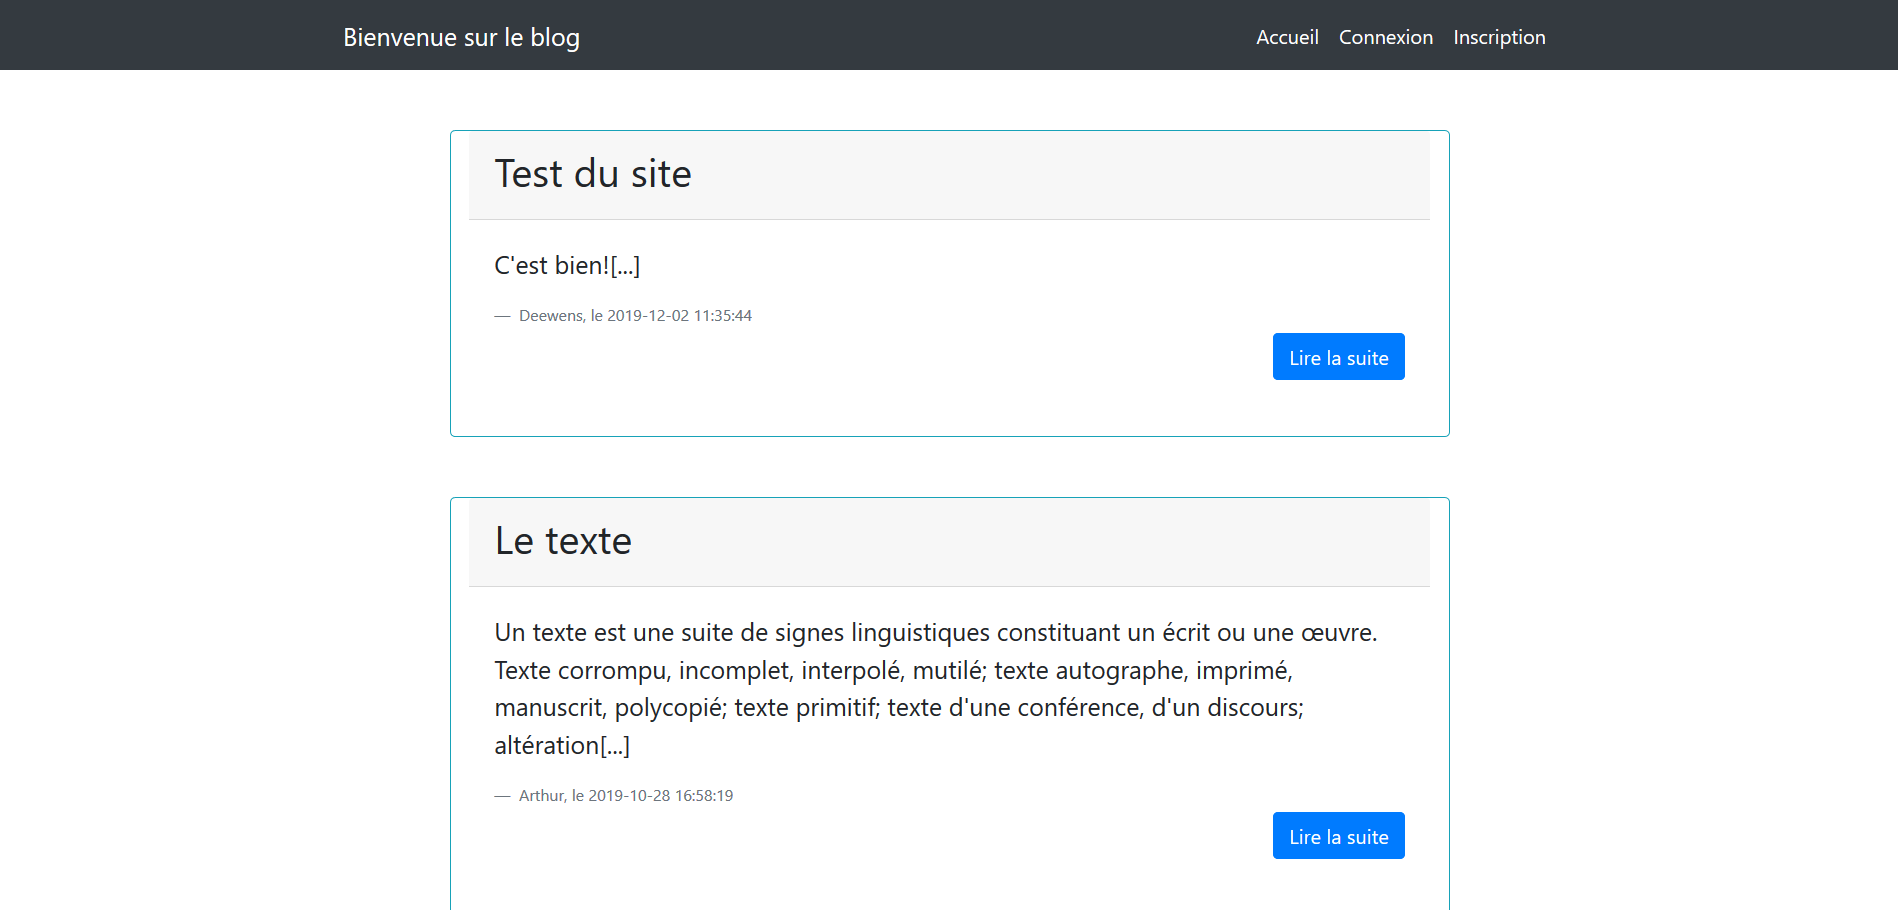 Bienvenue sur le blog
Accueil Connexion Inscription
Test du site
C'est bien![...]
— Deewens, le 2019-12-02 11:35:44
Lire la suite
Le texte
Un texte est une suite de signes linguistiques constituant un écrit ou une œuvre.
Texte corrompu, incomplet, interpolé, mutilé; texte autographe, imprimé,
manuscrit, polycopié; texte primitif; texte d'une conférence, d'un discours;
altération[...]
— Arthur, le 2019-10-28 16:58:19
Lire la suite